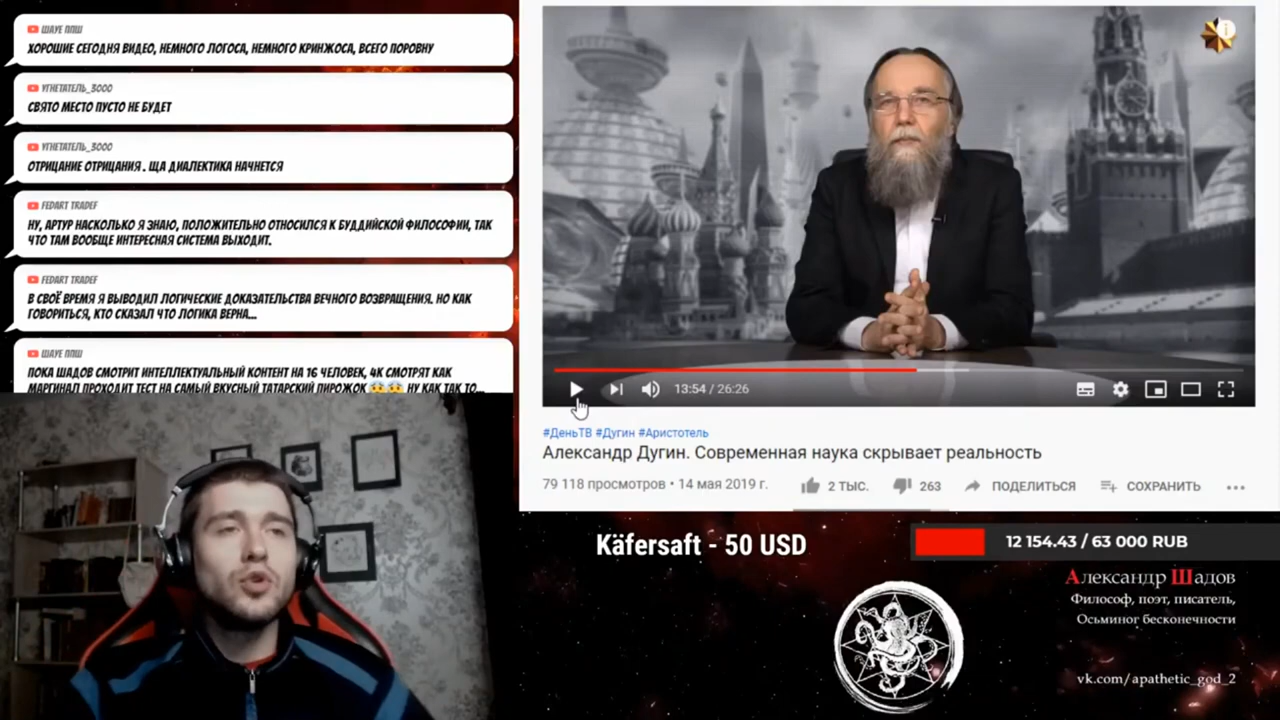 ШАУЕ ППШ
ХОРОШИЕ СЕГОДНЯ ВИДЕО, НЕМНОГО ЛОГОСА, НЕМНОГО КРИНЖОСА, ВСЕГО ПОРОВНУ
УГНЕТАТЕЛЬ_3000
СВЯТО МЕСТО ПУСТО НЕ БУДЕТ
УГНЕТАТЕЛЬ_3000
ОТРИЦАНИЕ ОТРИЦАНИЯ . ЩА ДИАЛЕКТИКА НАЧНЕТСЯ
FEDART TRADEF
НУ, АРТУР НАСКОЛЬКО Я ЗНАЮ, ПОЛОЖИТЕЛЬНО ОТНОСИЛСЯ К БУДДИЙСКОЙ ФИЛОСОФИИ, ТАК
ЧТО ТАМ ВООБЩЕ ИНТЕРЕСНАЯ СИСТЕМА ВЫХОДИТ.
FEDART TRADEF
В СВОЁ ВРЕМЯ Я ВЫВОДИЛ ЛОГИЧЕСКИЕ ДОКАЗАТЕЛЬСТВА ВЕЧНОГО ВОЗВРАЩЕНИЯ. НО КАК
ГОВОРИТЬСЯ, КТО СКАЗАЛ ЧТО ЛОГИКА ВЕРНА...
ШАУЕ ППШ
ПОКА ШАДОВ СМОТРИТ ИНТЕЛЛЕКТУАЛЬНЫЙ КОНТЕНТ НА 16 ЧЕЛОВЕК, 4К СМОТРЯТ КАК
МАРГИНАЛ ПРОХОДИТ ТЕСТ НА САМЫЙ ВКУСНЫЙ ТАТАРСКИЙ ПИРОЖОК НУ КАК ТАК ТО...
13:54 / 26:26
#ДеньТВ #Дугин #Аристотель
Александр Дугин. Современная наука скрывает реальность
79 118 просмотров • 14 мая 2019 г. 2 ТЫС. 263 ПОДЕЛИТЬСЯ СОХРАНИТЬ
Käfersaft - 50 USD
12 154.43 / 63 000 RUB
Александр Шадов
Философ, поэт, писатель,
Осьминог бесконечности
vk.com/apathetic_god_2